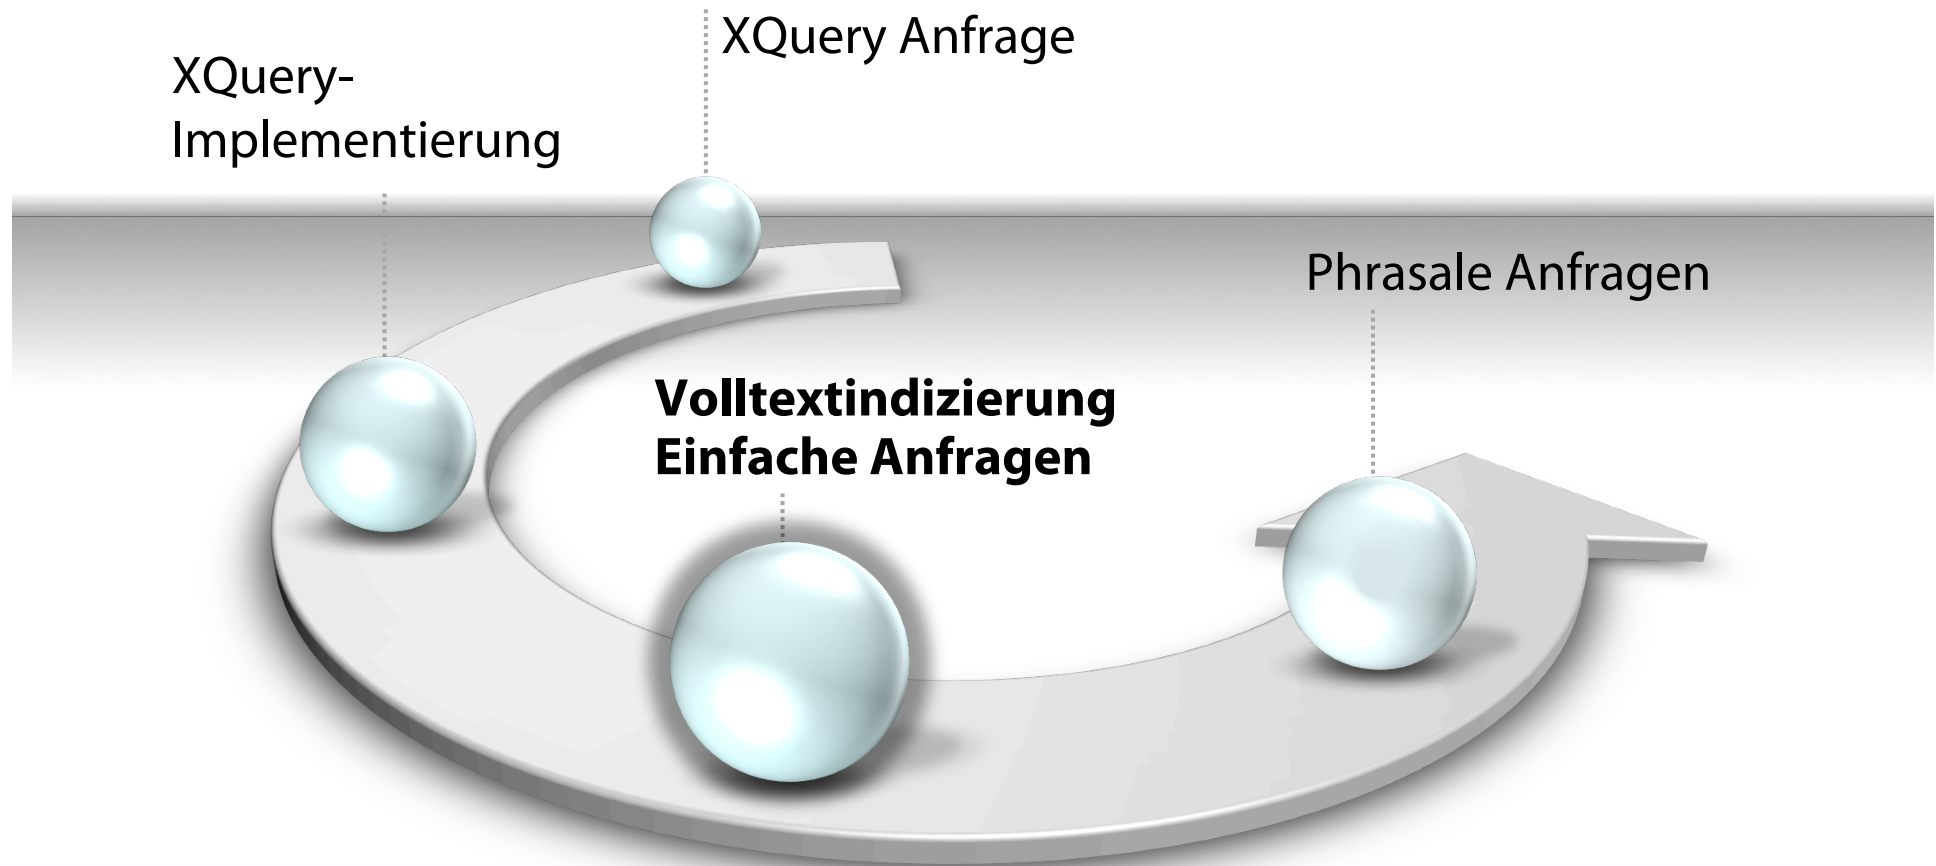 XQuery Anfrage
XQuery-
Implementierung
Phrasale Anfragen
Volltextindizierung
Einfache Anfragen